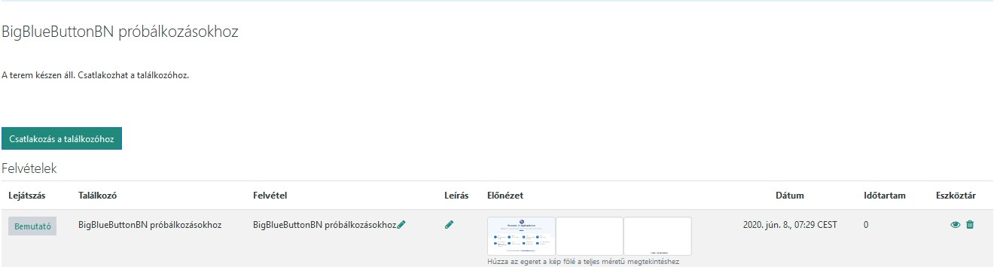 BigBlueButtonBN próbálkozásokhoz
A terem készen áll. Csatlakozhat a találkozóhoz.
Csatlakozás a találkozóhoz
Felvételek
Lejátszás Találkozó Felvétel Leírás Előnézet Dátum Időtartam Eszköztár
Bemutató BigBlueButtonBN próbálkozásokhoz BigBlueButtonBN próbálkozásokhoz 2020. jún. 8., 07:29 CEST 0
Húzza az egeret a kép fölé a teljes méretű megtekintéshez